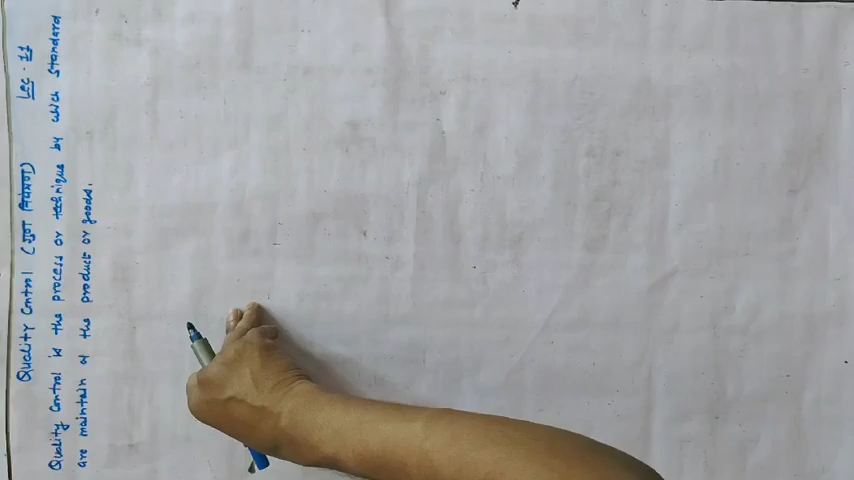 Quality Control (गुण नियंत्रण) Lec - 11
Quality Control is the process or technique by which standard
are maintain of the product or goods.